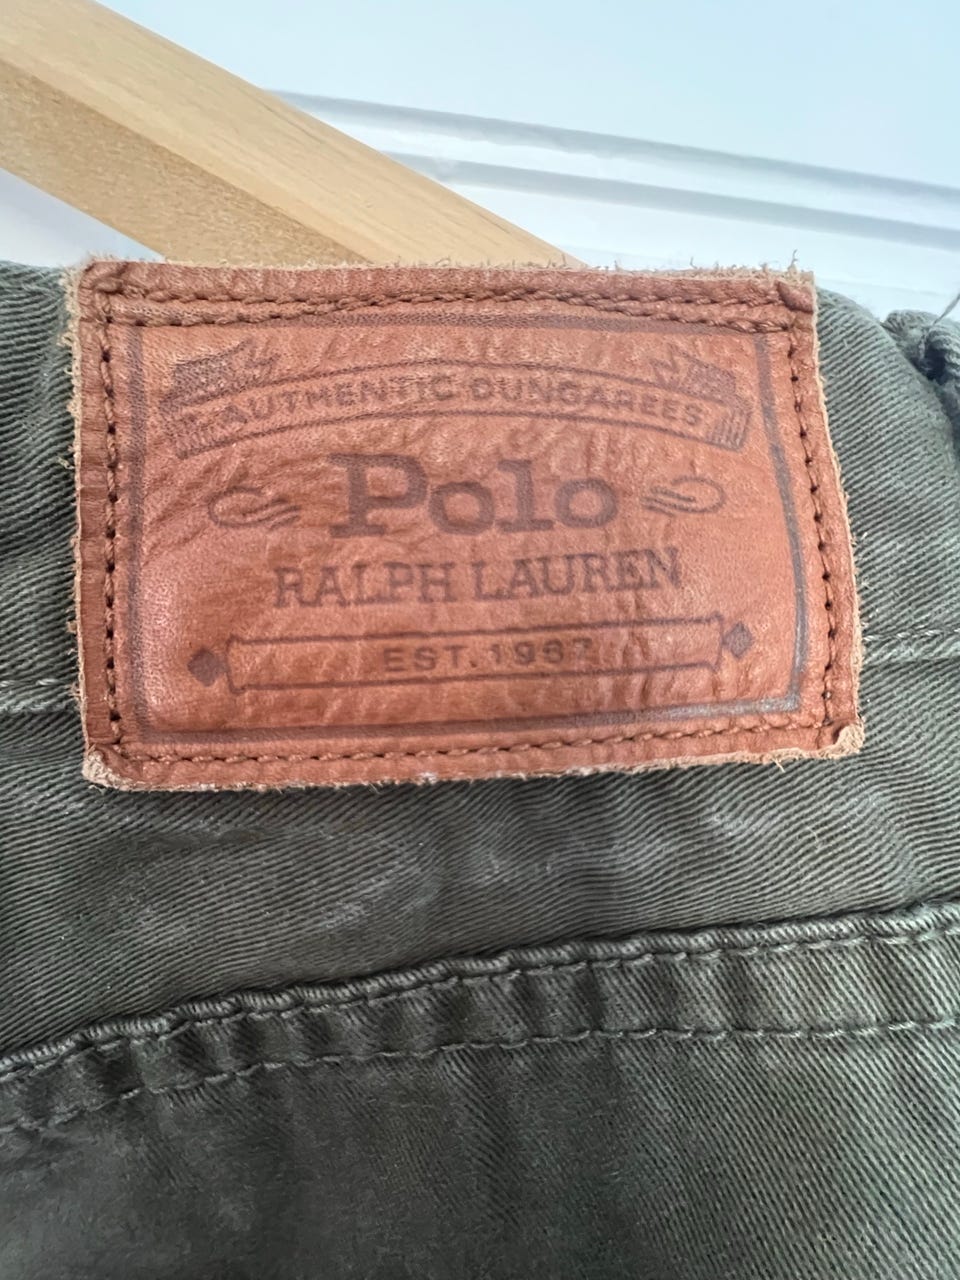 AUTHENTIC DUNGAREES
Polo
RALPH LAUREN
EST. 1967